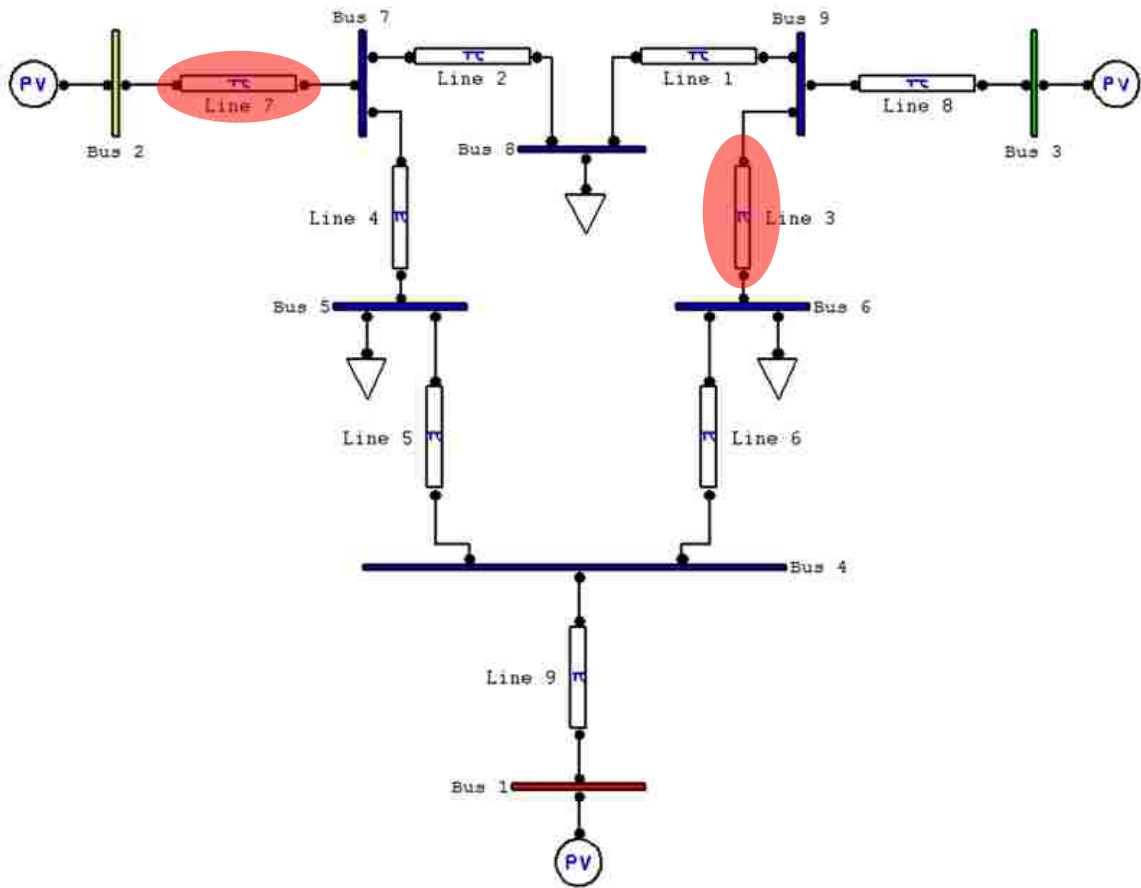 Bus 7
Bus 9
π
Line 2
π
Line 1
PV
π
Line 7
π
Line 8
PV
Bus 2
Bus 8
Bus 3
Line 4
π
π
Line 3
Bus 5
Bus 6
Line 5
π
π
Line 6
Bus 4
Line 9
π
Bus 1
PV